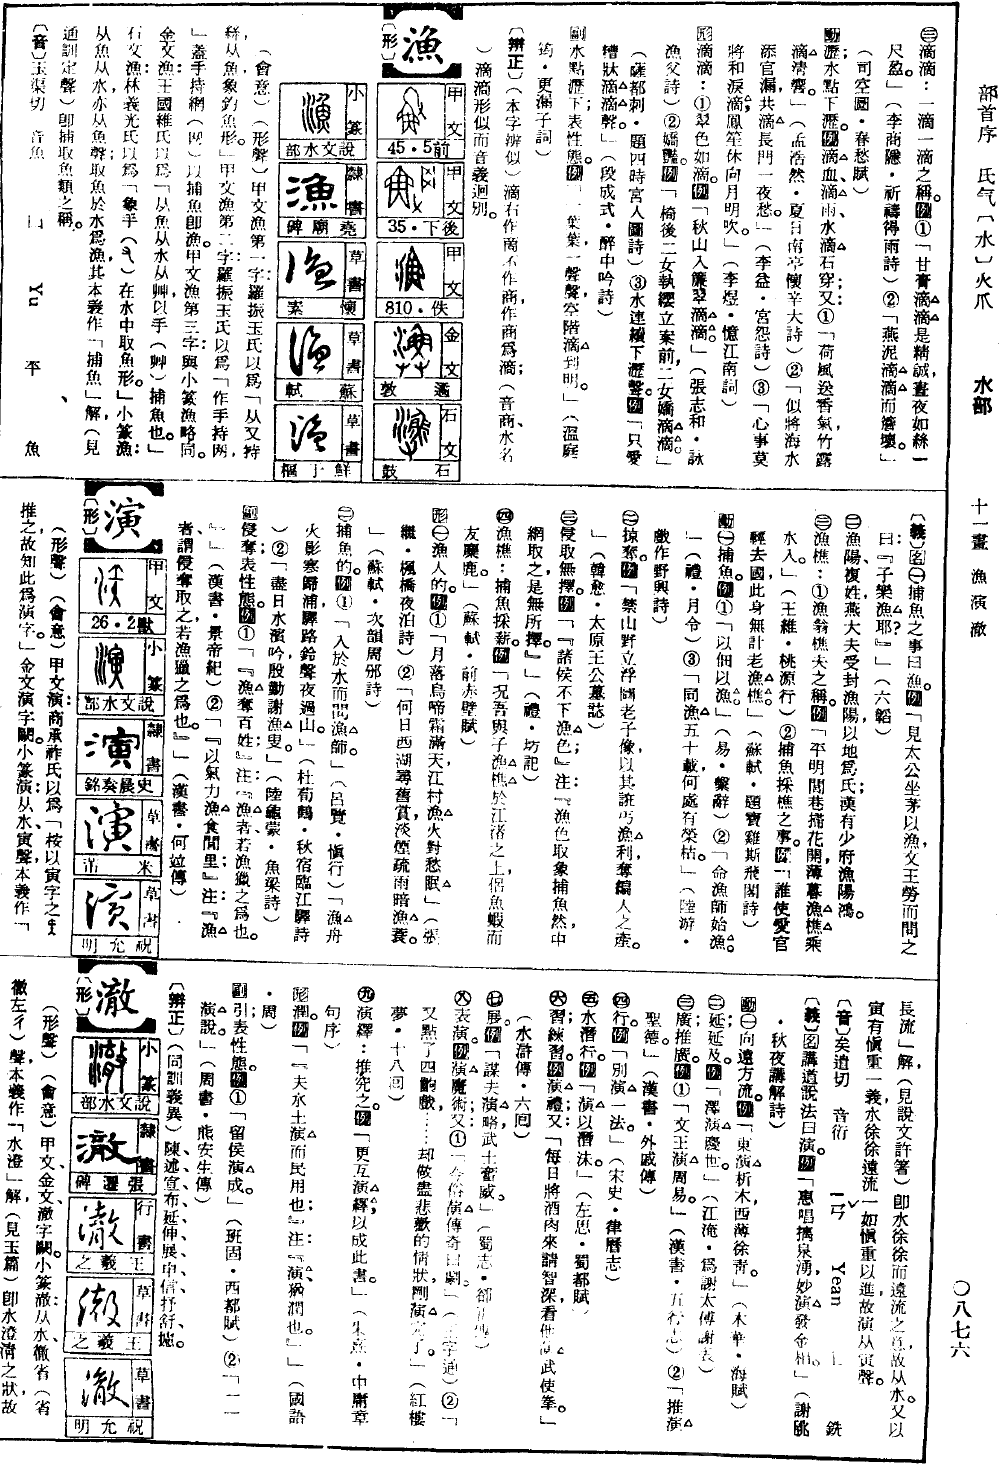 部首序　氏气〔水〕火爪　水部　十一畫　漁演澈　〇八七六
㊂滴滴：一滴一滴之稱。例①「甘膏滴滴是精誠，晝夜如絲一
尺盈。」（李商隱·祈禱得雨詩）②「燕泥滴滴而簷壞。」
（司空圖·春愁賦）
動瀝，水點下瀝。例滴血、滴雨、水滴石穿；又①「荷風送香氣，竹露
滴清響。」（孟浩然·夏日南亭懷辛大詩）②「似將海水
添宮漏，共滴長門一夜愁。」（李益·宮怨詩）③「心事莫
將和淚滴，鳳笙休向月明吹。」（李煜·憶江南詞）
形滴滴：①翠色如滴。例「秋山入簾翠滴滴。」（張志和·詠
漁父詩）②嬌豔。例「椅後二女執纓立案前，二女嬌滴滴。」
（薩都刺·題四時宮人圖詩）③水連續下瀝聲。例「只愛
糟狀滴滴聲。」（段成式·醉中吟詩）
副水點瀝下，表性態。例「一葉葉，一聲聲，空階滴到明。」（溫庭
筠·更漏子詞）
〔辨正〕（本字辨似）滴右作啇不作商，作商爲滴；（音商，水名
）滴滴形似而音義迥別。
漁
〔形〕
甲文　45·5前
甲文　35·下後
甲文　810·佚
金文　遹敦
石文　石鼓
小篆　說文水部
隸書　堯廟碑
草書　懷素
草書　蘇軾
草書　鮮于樞
（會意）（形聲）甲文漁第一字，羅振玉氏以爲「从又持
絲从魚，象釣魚形。」甲文漁第二字，羅振玉氏以爲「作手持网，
」蓋手持網（网）以捕魚卽漁。甲文漁第三字與小篆漁略同。
金文漁：王國維氏以爲「从魚从水从舞以手（舞）捕魚也。」
石文漁：林義光氏以爲「象手在水中取魚形。」小篆漁：
从魚从水，亦从魚聲，取魚於水爲漁，其本義作「捕魚」解（見
通訓定聲）卽捕取魚類之稱。
〔音〕玉渠切　音魚　ㄩˊ　Yu　平　魚
〔義〕名㊀捕魚之事曰漁。例「見太公坐茅以漁，文王勞而問之
曰：『子樂漁耶？』」（六韜）
㊁漁陽，複姓，燕大夫受封漁陽，以地爲氏，漢有少府漁陽鴻。
㊂漁樵：①漁翁樵夫之稱。例「平明閭巷掃花開，薄暮漁樵乘
水入。」（王維·桃源行）②捕魚採樵之事。例「誰使愛官
輕去國，此身無計老漁樵。」（蘇軾·題寶雞斯飛閣詩）
動㊀捕魚。例①「以佃以漁。」（易·繫辭）②「命漁師始漁。
」（禮·月令）③「同漁五十載，何處有榮枯。」（陸游·
戲作野興詩）
㊁掠奪。例「禁山野立浮圖老子像，以其誑丐漁利，奪編人之產。
」（韓愈·太原王公墓誌）
㊂侵取無擇。例「『諸侯不下漁色』注：『漁色取象捕魚，然中
網取之，是無所擇。』」（禮·坊記）
㊃漁樵：捕魚採薪。例「況吾與子漁樵於江渚之上，侶魚蝦而
友麋鹿。」（蘇軾·前赤壁賦）
形㊀漁人的。例①「月落烏啼霜滿天，江村漁火對愁眠。」（張
繼·楓橋夜泊詩）②「何日西湖尋舊賞，淡煙疏雨暗漁蓑。
」（蘇軾·次韻周邠詩）
㊁捕魚的。例①「入於水而問漁師。」（呂覽·愼行）「漁舟
火影寒歸浦，驛路鈴聲夜過山。」（杜荀鶴·秋宿臨江驛詩
）②「盡日水濱吟，殷勤謝漁叟。」（陸龜蒙·魚梁詩）
副侵奪，表性態。例①「『漁奪百姓』注：『漁者，若漁獵之爲也。
』」（漢書·景帝紀）②「『以氣力漁食閭里』注：『漁
者，謂侵奪取之，若漁獵之爲也。』」（漢書·何並傳）
演
〔形〕
甲文　26·2獸
小篆　說文水部
隸書　史晨奏銘
草書　米芾
草書　祝允明
（形聲）（會意）甲文演：商承祚氏以爲「桉以寅字之
推之，故知此爲演字。」金文演字闕。小篆演：从水，寅聲，本義作「
長流」解，（見說文許箸）卽水徐徐而遠流之意，故从水。又以
寅有愼重一義，水徐徐遠流，一如愼重以進，故演从寅聲。
〔音〕矣遺切　音衍　ㄧㄢˇ　Yean　上　銑
〔義〕名講道說法曰演。例「惠唱摛泉湧，妙演發金相。」（謝眺
·秋夜講解詩）
動㊀向遠方流。例「東演析木，西薄徐青。」（木華·海賦）
㊁延，延及。例「澤演慶世。」（江淹·爲謝太傅謝表）
㊂廣，推廣。例①「文王演周易。」（漢書·五行志）②「推演
聖德。」（漢書·外戚傳）
㊃行。例「別演一法。」（宋史·律曆志）
㊄水潛行。例「演以潛沬。」（左思·蜀都賦）
㊅習，練習。例演禮；又「每日將酒肉來請智深，看他演武使拳。」
（水滸傳·六囘）
㊆展。例「謀夫演略，武士奮威。」（蜀志·郤正傳）
㊇表演。例演魔術；又①「今俗演傳奇曰劇。」（正字通）②「
又點了四齣戲……却做盡悲歡的情狀，剛演完了。」（紅樓
夢·十八囘）
㊈演繹：推究之。例「更互演繹，以成此書。」（朱熹·中庸章
句序）
形潤。例「『夫水土演而民用也』注：『演，猶潤也。』」（國語
·周）
副引，表性態。例①「留侯演成。」（班固·西都賦）②「一一
演說。」（周書·熊安生傳）
〔辨正〕（同訓義異）陳、述、宣、布、延、伸、展、申、信、抒、舒、攄。
澈
〔形〕
小篆　說文水部
隸書　張遷碑
行書　王羲之
草書　王羲之
草書　祝允明
（形聲）（會意）甲文、金文澈字闕。小篆澈：从水，徹省（省
徹左彳）聲，本義作「水澄」解（見玉篇）卽水澄清之狀，故